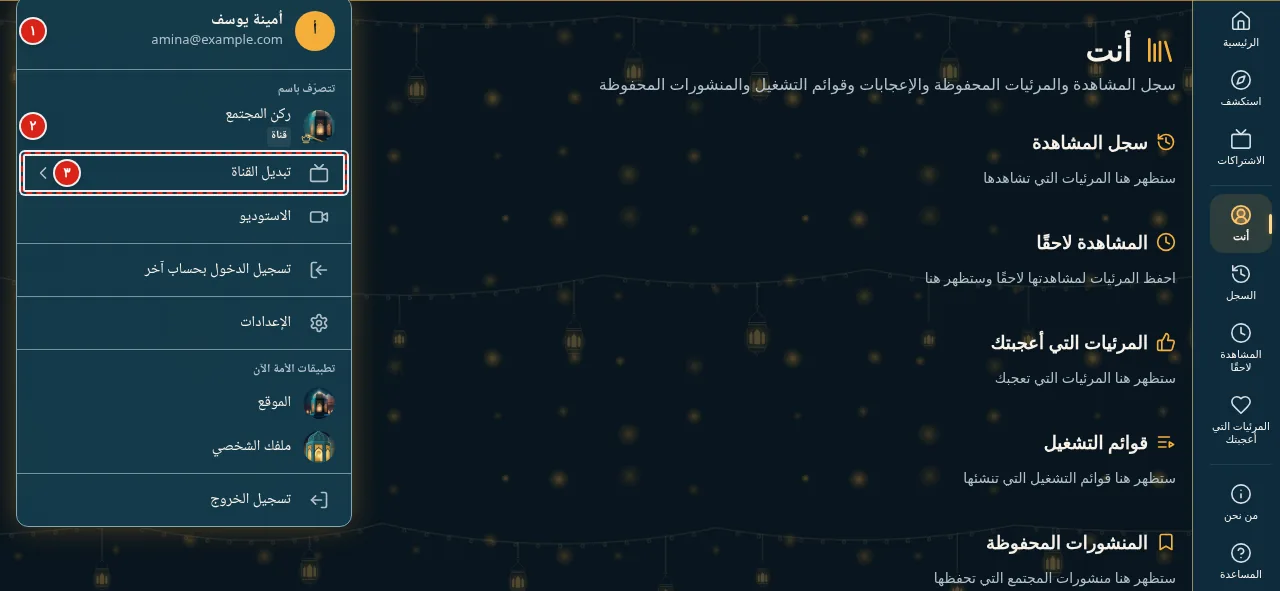 الرئيسية
استكشف
الاشتراكات
أنت
السجل
المشاهدة
لاحقًا
المرئيات التي
أعجبتك
من نحن
المساعدة
أنت
سجل المشاهدة والمرئيات المحفوظة والإعجابات وقوائم التشغيل والمنشورات المحفوظة
سجل المشاهدة
ستظهر هنا المرئيات التي تشاهدها
المشاهدة لاحقًا
احفظ المرئيات لمشاهدتها لاحقًا وستظهر هنا
المرئيات التي أعجبتك
ستظهر هنا المرئيات التي تعجبك
قوائم التشغيل
ستظهر هنا قوائم التشغيل التي تنشئها
المنشورات المحفوظة
ستظهر هنا منشورات المجتمع التي تحفظها
أ
أمينة يوسف
amina@example.com
١
تتصرّف باسم
ركن المجتمع
قناة
٢
تبديل القناة
٣
الاستوديو
تسجيل الدخول بحساب آخر
الإعدادات
تطبيقات الأمة الآن
الموقع
ملفك الشخصي
تسجيل الخروج